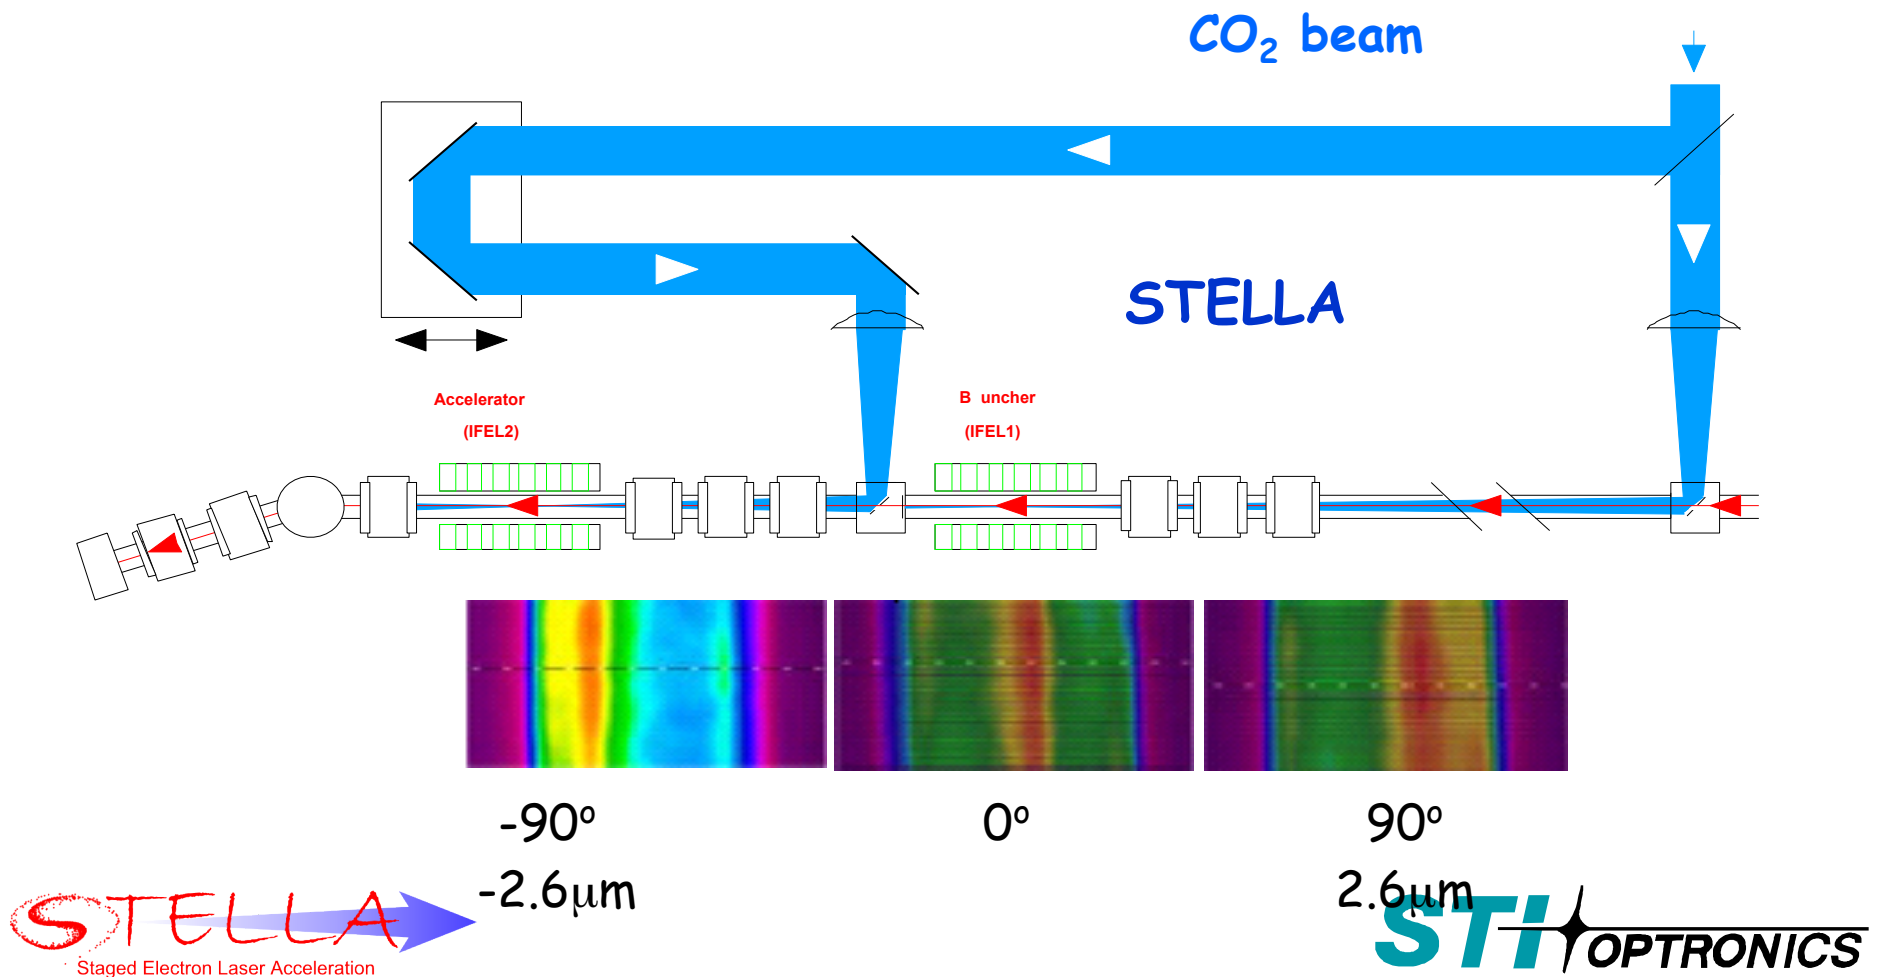 CO₂ beam
STELLA
Accelerator
(IFEL2)
B uncher
(IFEL1)
-90º
0º
90º
-2.6μm
2.6μm
STELLA
Staged Electron Laser Acceleration
STI OPTRONICS